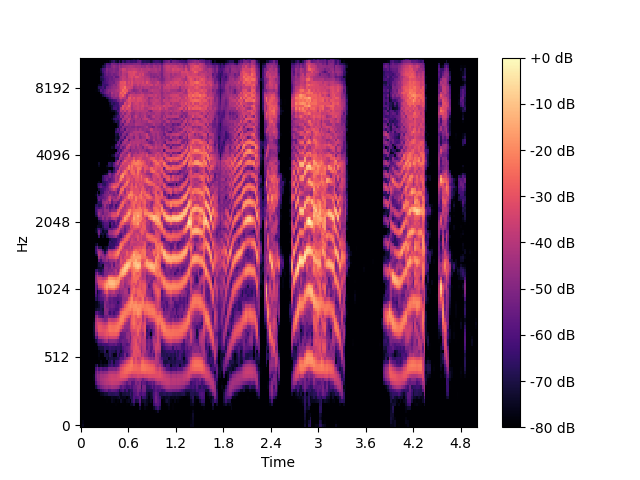 8192
4096
2048
1024
512
0
Hz
0 0.6 1.2 1.8 2.4 3 3.6 4.2 4.8
Time
+0 dB
-10 dB
-20 dB
-30 dB
-40 dB
-50 dB
-60 dB
-70 dB
-80 dB